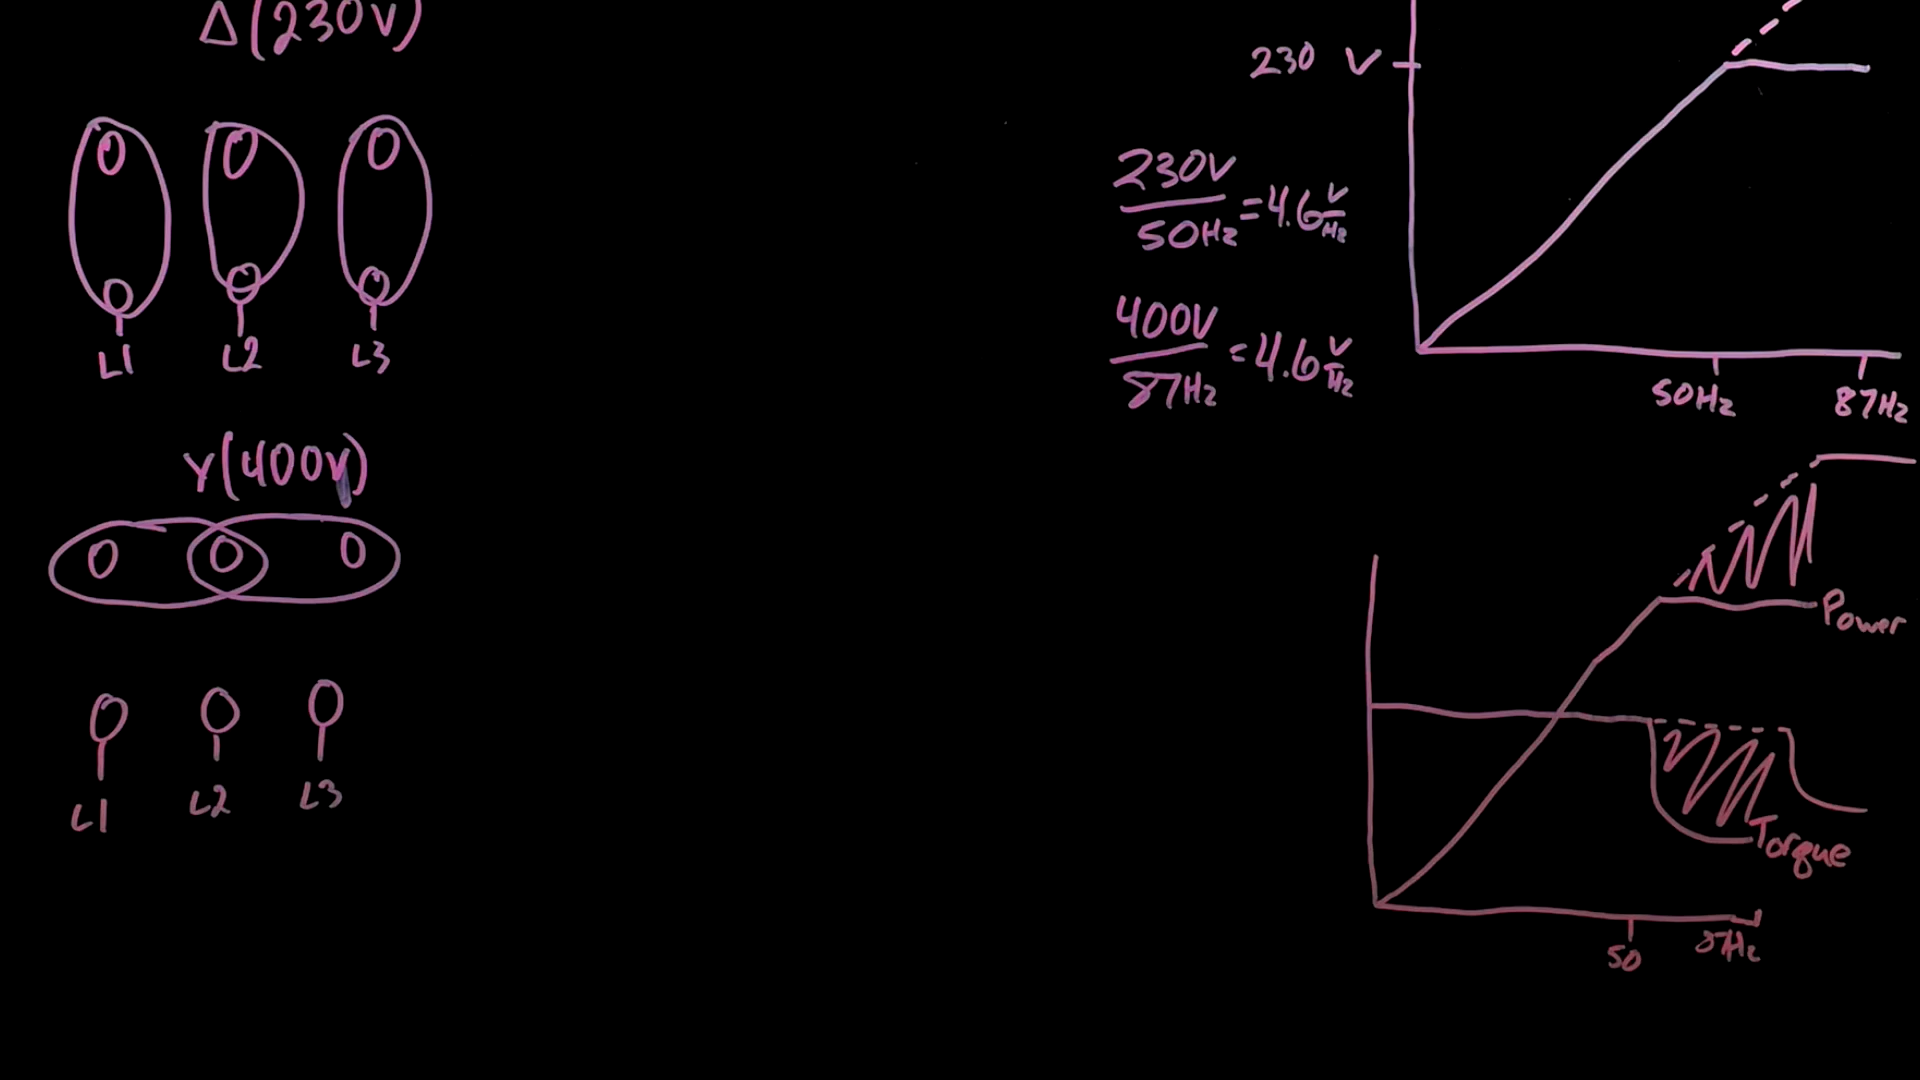 Δ(230V)
L1 L2 L3
Y(400V)
L1 L2 L3
230 V
230V/50Hz = 4.6 V/Hz
400V/87Hz = 4.6 V/Hz
50Hz 87Hz
Power
Torque
50